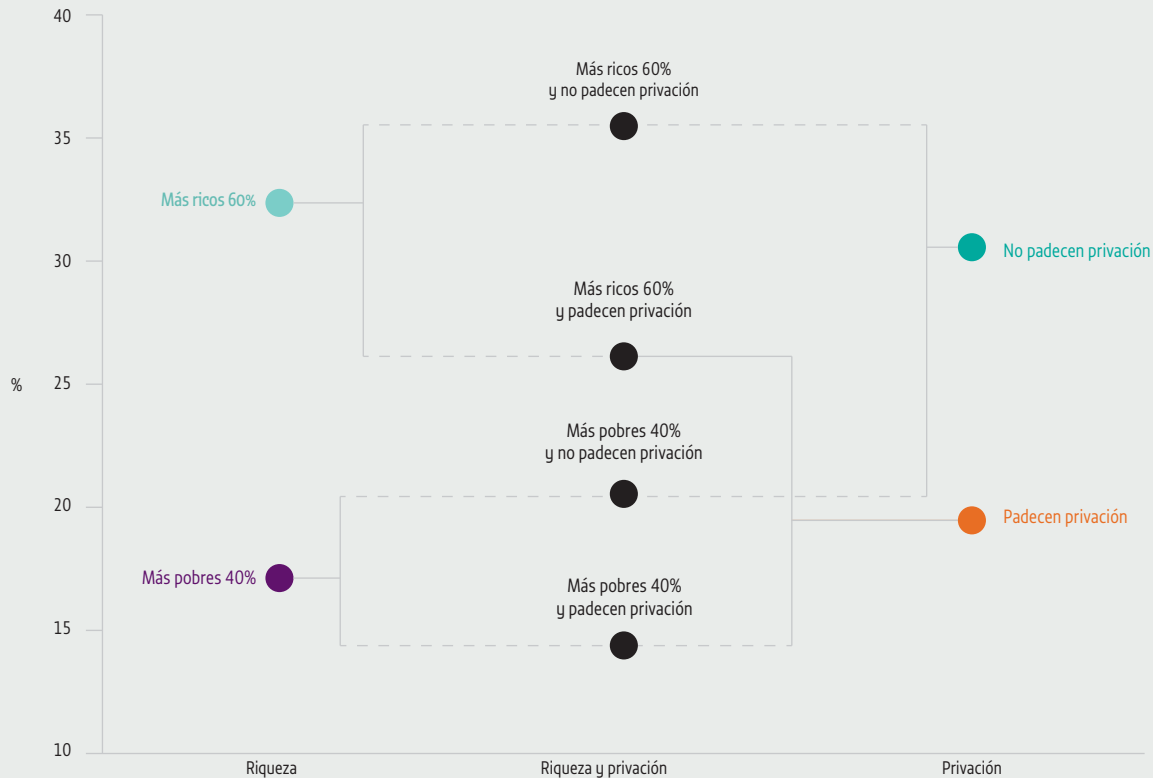 40
Más ricos 60%
y no padecen privación
35
Más ricos 60%
30
No padecen privación
Más ricos 60%
y padecen privación
%
25
Más pobres 40%
y no padecen privación
20
Padecen privación
Más pobres 40%
Más pobres 40%
y padecen privación
15
10
Riqueza
Riqueza y privación
Privación